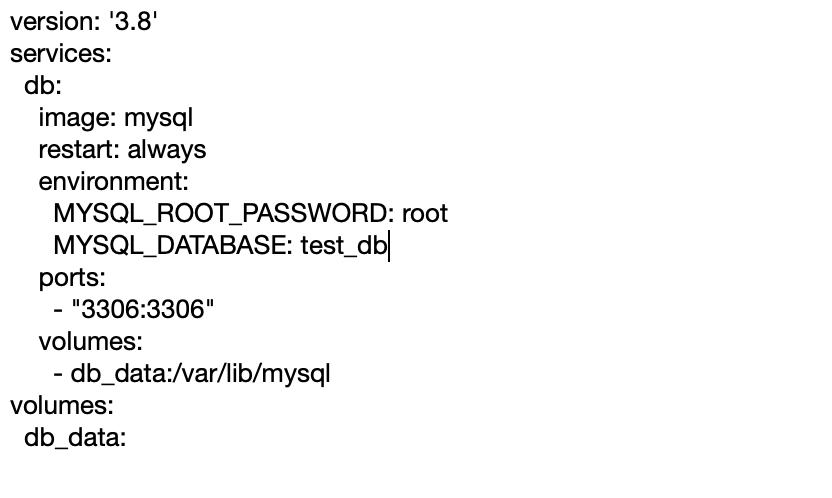 version: '3.8'
services:
  db:
    image: mysql
    restart: always
    environment:
      MYSQL_ROOT_PASSWORD: root
      MYSQL_DATABASE: test_db
    ports:
      - "3306:3306"
    volumes:
      - db_data:/var/lib/mysql
volumes:
  db_data: